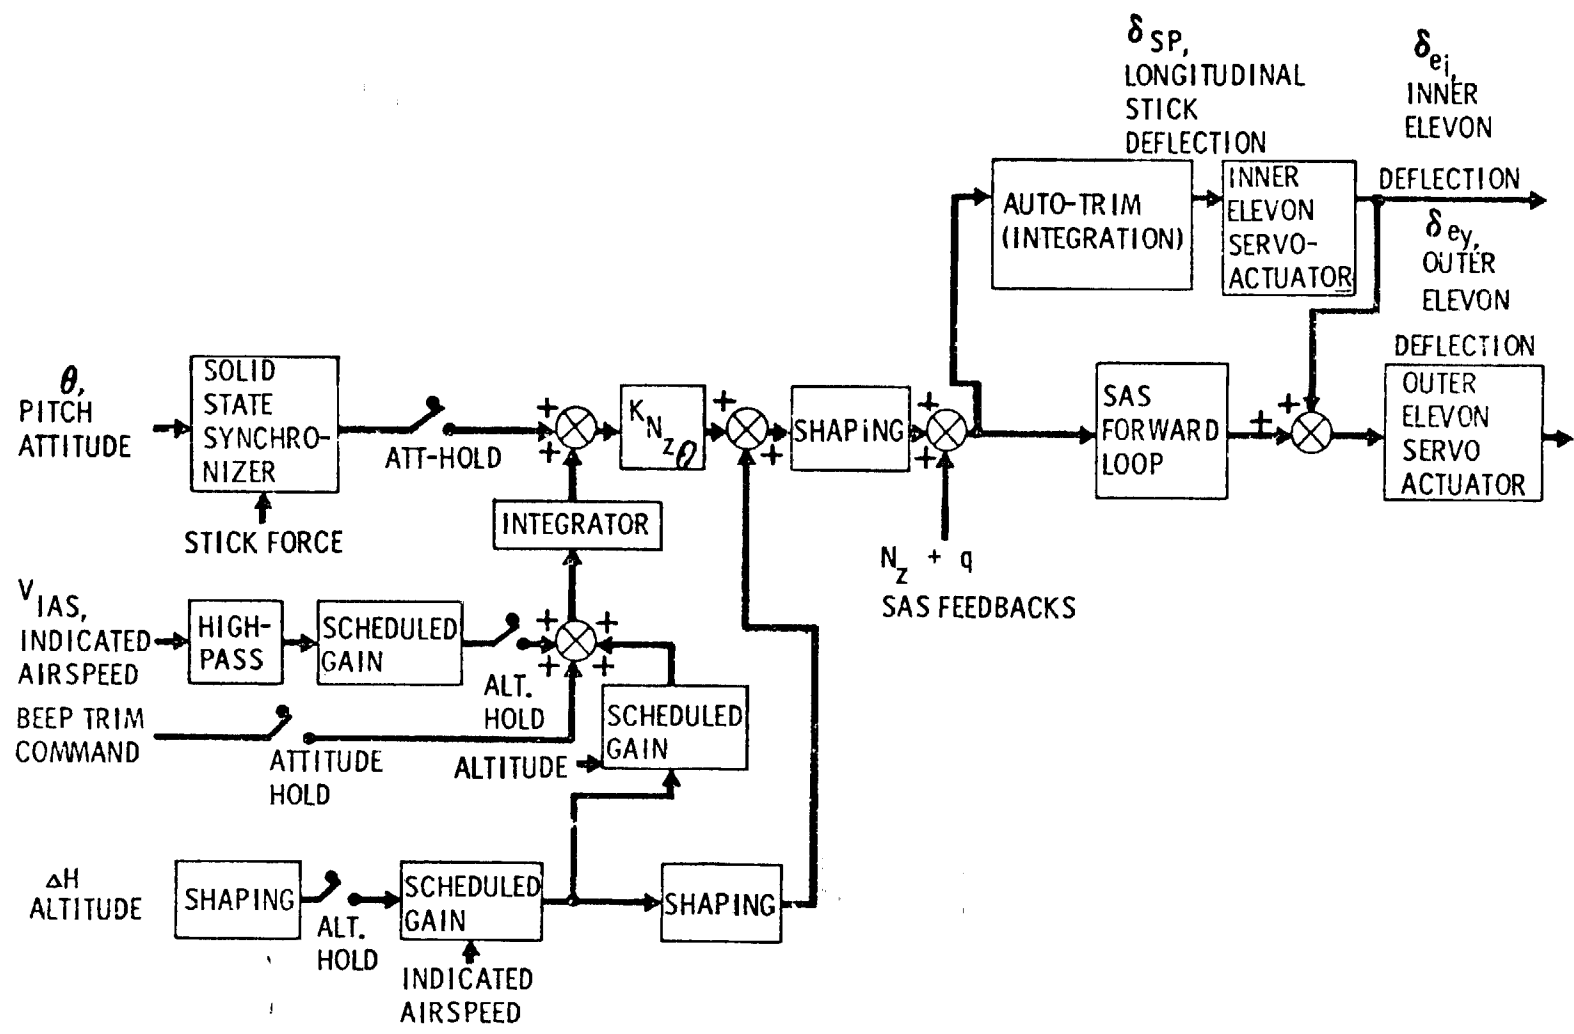 δSP,
LONGITUDINAL
STICK
DEFLECTION
δei,
INNER
ELEVON
DEFLECTION
AUTO-TRIM
(INTEGRATION)
INNER
ELEVON
SERVO-
ACTUATOR
δey,
OUTER
ELEVON
DEFLECTION
θ,
PITCH
ATTITUDE
SOLID
STATE
SYNCHRO-
NIZER
STICK FORCE
ATT-HOLD
+
+
KNzθ
+
+
SHAPING
+
+
Nz + q
SAS FEEDBACKS
SAS
FORWARD
LOOP
+
+
OUTER
ELEVON
SERVO
ACTUATOR
INTEGRATOR
VIAS,
INDICATED
AIRSPEED
HIGH-
PASS
SCHEDULED
GAIN
ALT.
HOLD
+
+
+
+
BEEP TRIM
COMMAND
ATTITUDE
HOLD
ALTITUDE
SCHEDULED
GAIN
ΔH
ALTITUDE
SHAPING
ALT.
HOLD
SCHEDULED
GAIN
INDICATED
AIRSPEED
SHAPING